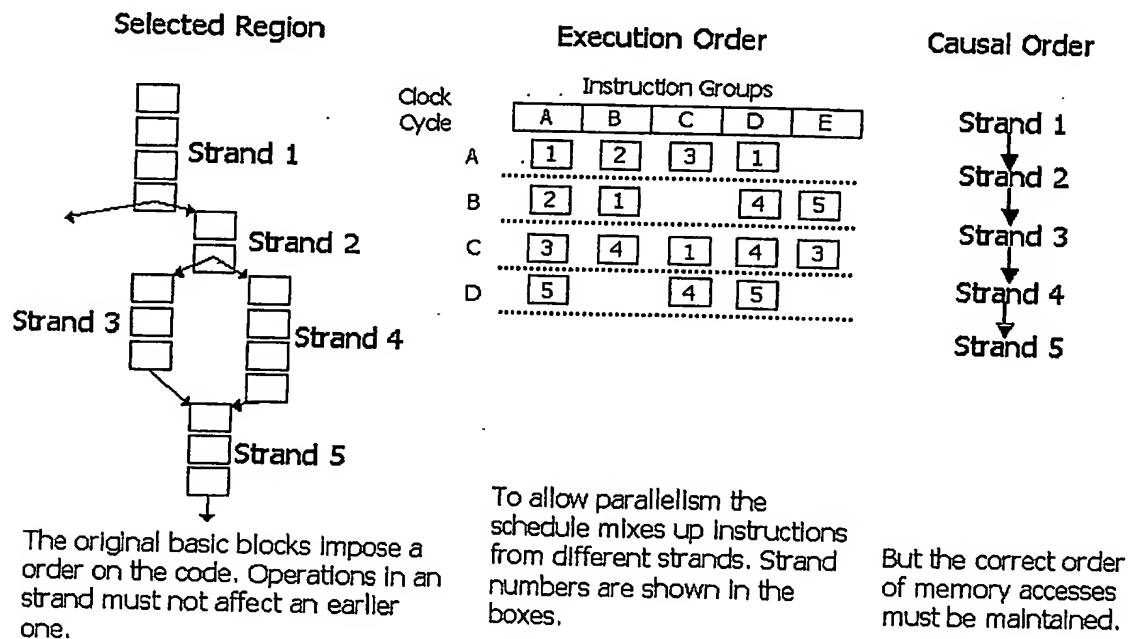 Selected Region
Strand 1
Strand 2
Strand 3
Strand 4
Strand 5
The original basic blocks impose a
order on the code. Operations in an
strand must not affect an earlier
one.
Execution Order
Instruction Groups
Clock
Cycle
A B C D E
A 1 2 3 1
B 2 1 4 5
C 3 4 1 4 3
D 5 4 5
To allow parallelism the
schedule mixes up instructions
from different strands. Strand
numbers are shown in the
boxes.
Causal Order
Strand 1
Strand 2
Strand 3
Strand 4
Strand 5
But the correct order
of memory accesses
must be maintained.